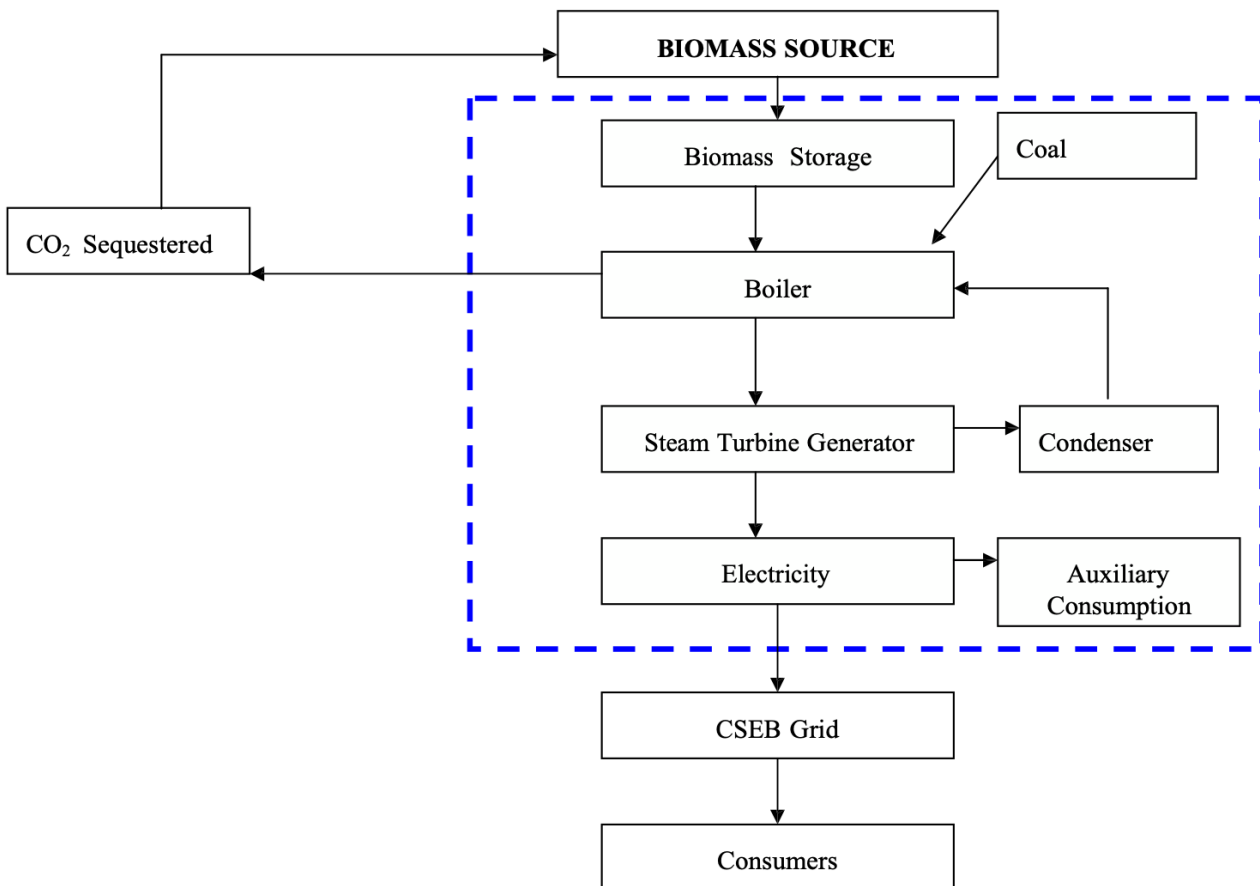 BIOMASS SOURCE
Biomass Storage
Coal
CO₂ Sequestered
Boiler
Steam Turbine Generator
Condenser
Electricity
Auxiliary
Consumption
CSEB Grid
Consumers